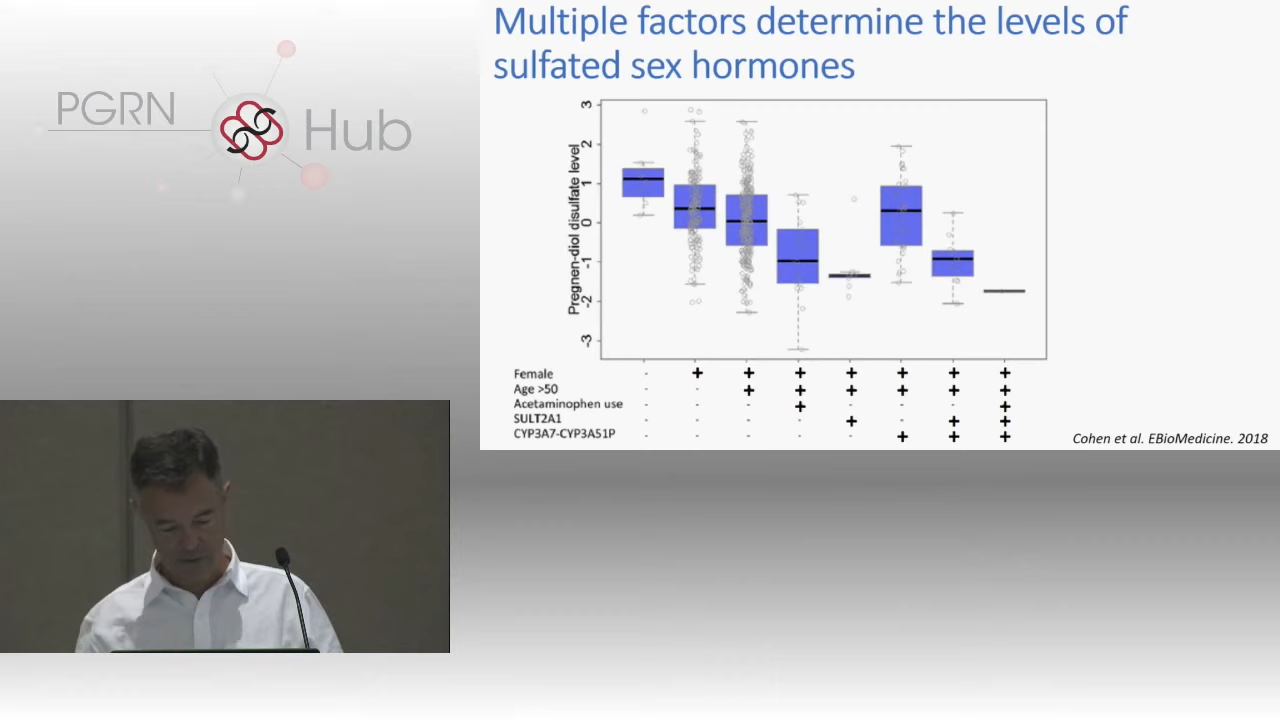 PGRN Hub
Multiple factors determine the levels of
sulfated sex hormones
Pregnen-diol disulfate level
3
2
1
0
-1
-2
-3
Female - + + + + + + +
Age >50 - - + + + + + +
Acetaminophen use - - - + - - - +
SULT2A1 - - - - + - + +
CYP3A7-CYP3A51P - - - - - + + +
Cohen et al. EBioMedicine. 2018